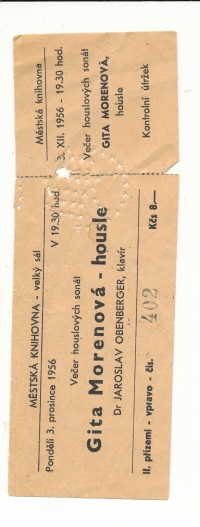 MĚSTSKÁ KNIHOVNA - velký sál
Pondělí 3. prosince 1956 V 19.30 hod.
Večer houslových sonát
Gita Morenová - housle
Dr JAROSLAV OBENBERGER, klavír
II. přízemí - vpravo - čís. 402 Kčs 8.—
Městská knihovna
3. XII. 1956 - 19.30 hod.
Večer houslových sonát
GITA MORENOVÁ,
housle
Kontrolní útržek